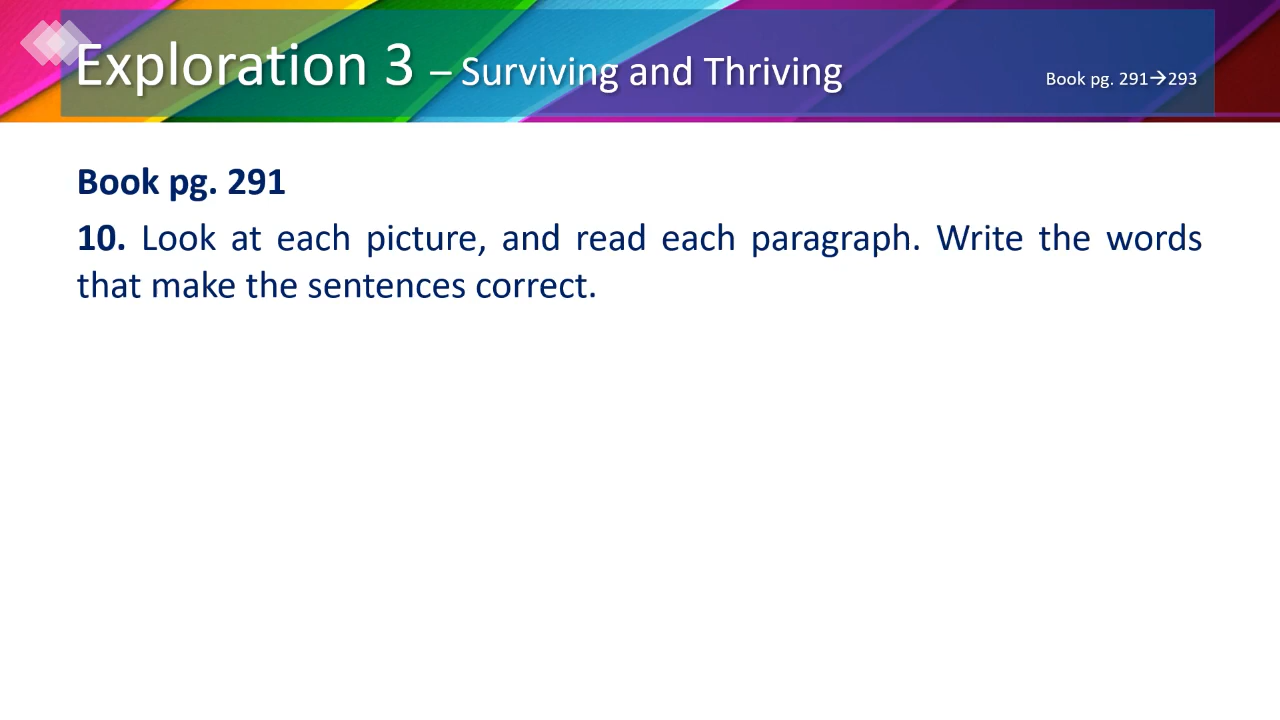 Exploration 3 – Surviving and Thriving
Book pg. 291→293
Book pg. 291
10. Look at each picture, and read each paragraph. Write the words
that make the sentences correct.